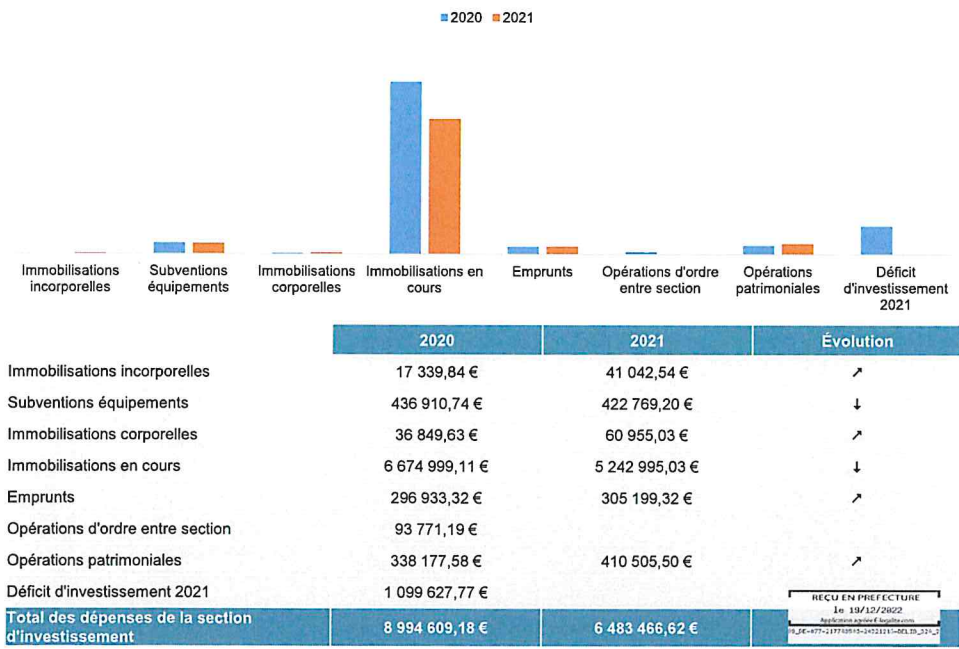 2020 2021
Immobilisations incorporelles
Subventions équipements
Immobilisations corporelles
Immobilisations en cours
Emprunts
Opérations d'ordre entre section
Opérations patrimoniales
Déficit d'investissement 2021
2020 2021 Évolution
Immobilisations incorporelles 17 339,84 € 41 042,54 € ↗
Subventions équipements 436 910,74 € 422 769,20 € ↓
Immobilisations corporelles 36 849,63 € 60 955,03 € ↗
Immobilisations en cours 6 674 999,11 € 5 242 995,03 € ↓
Emprunts 296 933,32 € 305 199,32 € ↗
Opérations d'ordre entre section 93 771,19 €
Opérations patrimoniales 338 177,58 € 410 505,50 € ↗
Déficit d'investissement 2021 1 099 627,77 €
Total des dépenses de la section
d'investissement 8 994 609,18 € 6 483 466,62 €
REÇU EN PREFECTURE
le 19/12/2022
Application agréée E-legalite.com